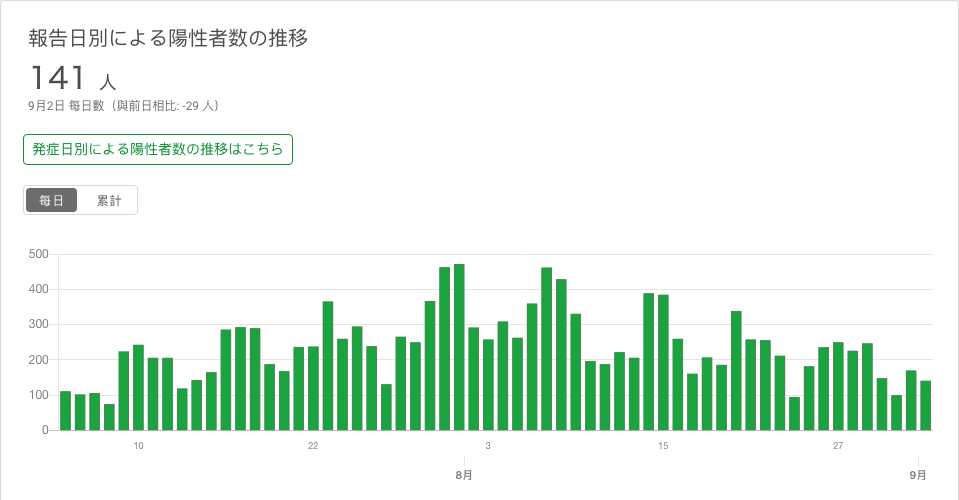 報告日別による陽性者数の推移
141 人
9月2日 每日數（與前日相比: -29 人）
発症日別による陽性者数の推移はこちら
每日 累計
500
400
300
200
100
0
10 22 3 15 27
8月 9月